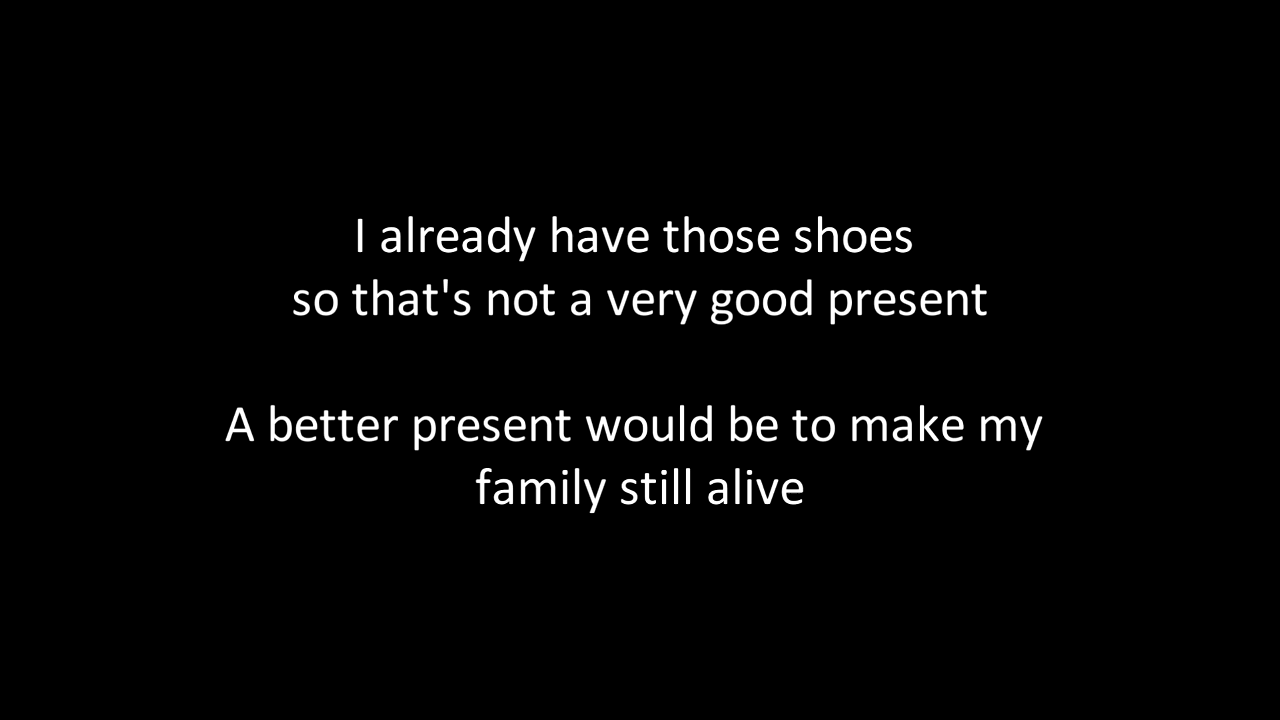 I already have those shoes
so that's not a very good present
A better present would be to make my
family still alive